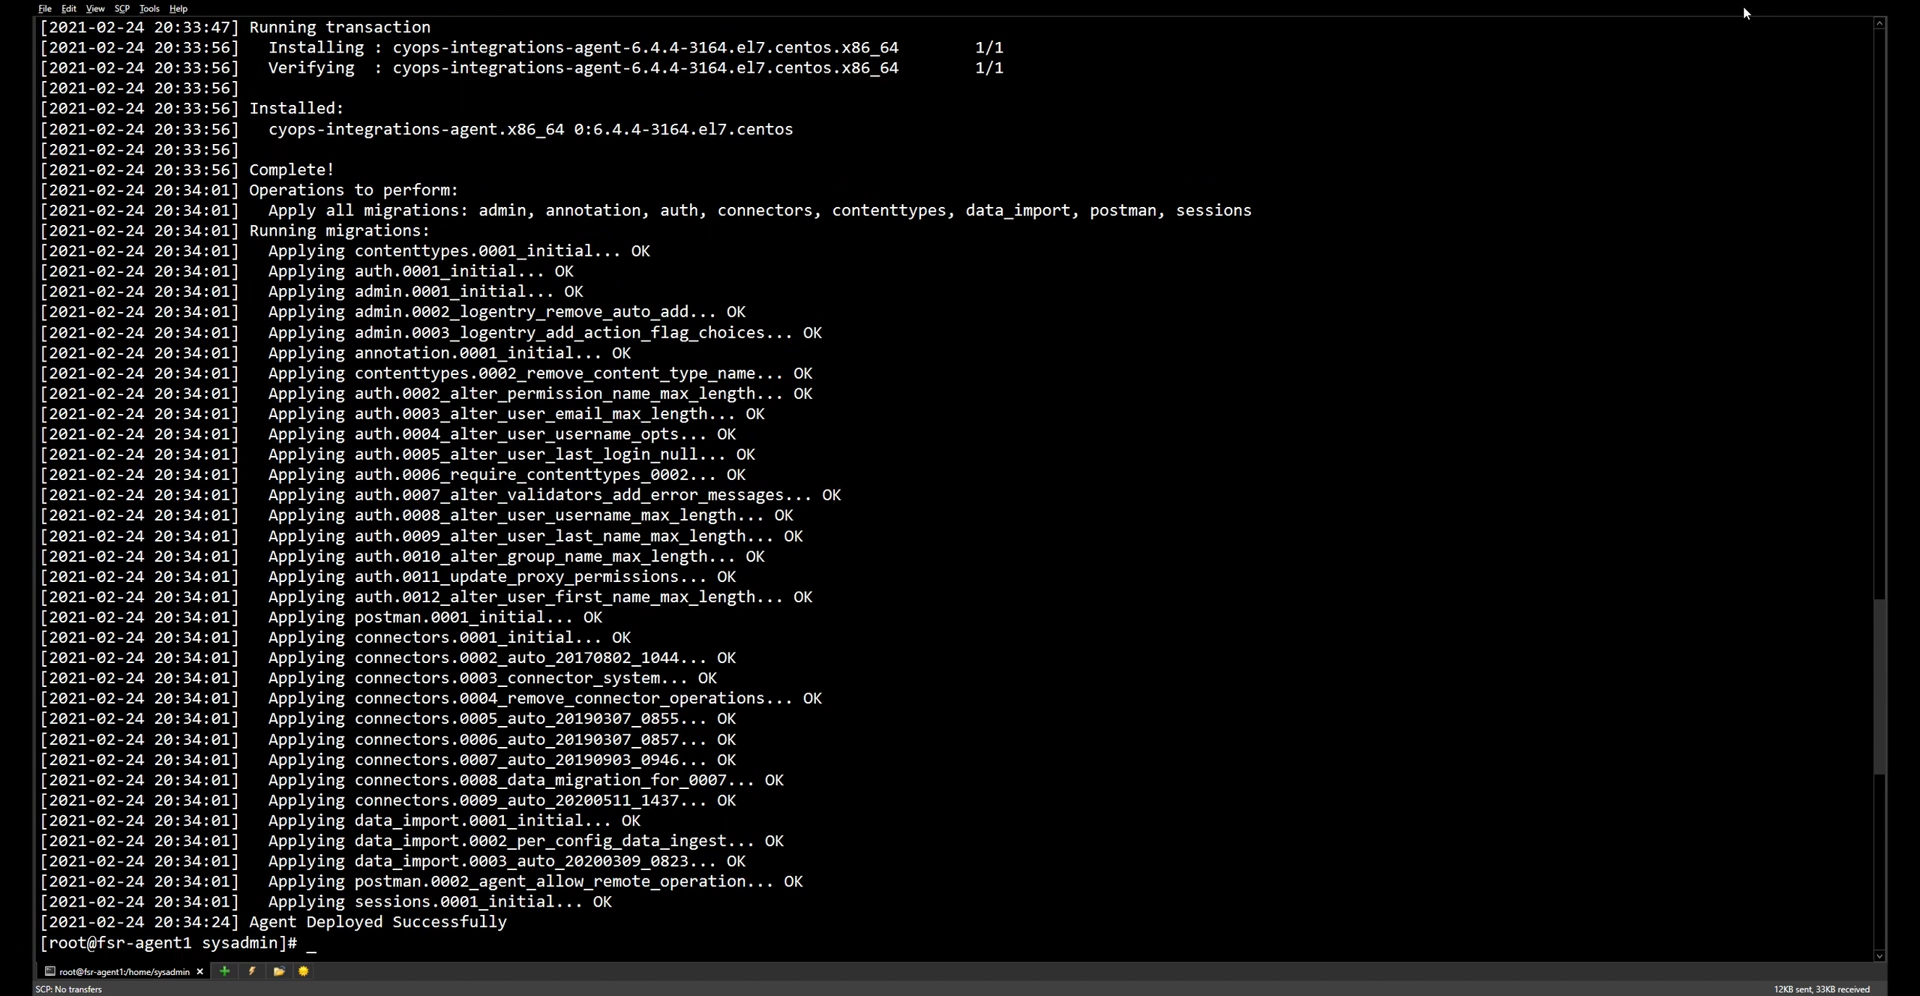 File Edit View SCP Tools Help
[2021-02-24 20:33:47] Running transaction
[2021-02-24 20:33:56]   Installing : cyops-integrations-agent-6.4.4-3164.el7.centos.x86_64        1/1
[2021-02-24 20:33:56]   Verifying  : cyops-integrations-agent-6.4.4-3164.el7.centos.x86_64        1/1
[2021-02-24 20:33:56]
[2021-02-24 20:33:56] Installed:
[2021-02-24 20:33:56]   cyops-integrations-agent.x86_64 0:6.4.4-3164.el7.centos
[2021-02-24 20:33:56]
[2021-02-24 20:33:56] Complete!
[2021-02-24 20:34:01] Operations to perform:
[2021-02-24 20:34:01]   Apply all migrations: admin, annotation, auth, connectors, contenttypes, data_import, postman, sessions
[2021-02-24 20:34:01] Running migrations:
[2021-02-24 20:34:01]   Applying contenttypes.0001_initial... OK
[2021-02-24 20:34:01]   Applying auth.0001_initial... OK
[2021-02-24 20:34:01]   Applying admin.0001_initial... OK
[2021-02-24 20:34:01]   Applying admin.0002_logentry_remove_auto_add... OK
[2021-02-24 20:34:01]   Applying admin.0003_logentry_add_action_flag_choices... OK
[2021-02-24 20:34:01]   Applying annotation.0001_initial... OK
[2021-02-24 20:34:01]   Applying contenttypes.0002_remove_content_type_name... OK
[2021-02-24 20:34:01]   Applying auth.0002_alter_permission_name_max_length... OK
[2021-02-24 20:34:01]   Applying auth.0003_alter_user_email_max_length... OK
[2021-02-24 20:34:01]   Applying auth.0004_alter_user_username_opts... OK
[2021-02-24 20:34:01]   Applying auth.0005_alter_user_last_login_null... OK
[2021-02-24 20:34:01]   Applying auth.0006_require_contenttypes_0002... OK
[2021-02-24 20:34:01]   Applying auth.0007_alter_validators_add_error_messages... OK
[2021-02-24 20:34:01]   Applying auth.0008_alter_user_username_max_length... OK
[2021-02-24 20:34:01]   Applying auth.0009_alter_user_last_name_max_length... OK
[2021-02-24 20:34:01]   Applying auth.0010_alter_group_name_max_length... OK
[2021-02-24 20:34:01]   Applying auth.0011_update_proxy_permissions... OK
[2021-02-24 20:34:01]   Applying auth.0012_alter_user_first_name_max_length... OK
[2021-02-24 20:34:01]   Applying postman.0001_initial... OK
[2021-02-24 20:34:01]   Applying connectors.0001_initial... OK
[2021-02-24 20:34:01]   Applying connectors.0002_auto_20170802_1044... OK
[2021-02-24 20:34:01]   Applying connectors.0003_connector_system... OK
[2021-02-24 20:34:01]   Applying connectors.0004_remove_connector_operations... OK
[2021-02-24 20:34:01]   Applying connectors.0005_auto_20190307_0855... OK
[2021-02-24 20:34:01]   Applying connectors.0006_auto_20190307_0857... OK
[2021-02-24 20:34:01]   Applying connectors.0007_auto_20190903_0946... OK
[2021-02-24 20:34:01]   Applying connectors.0008_data_migration_for_0007... OK
[2021-02-24 20:34:01]   Applying connectors.0009_auto_20200511_1437... OK
[2021-02-24 20:34:01]   Applying data_import.0001_initial... OK
[2021-02-24 20:34:01]   Applying data_import.0002_per_config_data_ingest... OK
[2021-02-24 20:34:01]   Applying data_import.0003_auto_20200309_0823... OK
[2021-02-24 20:34:01]   Applying postman.0002_agent_allow_remote_operation... OK
[2021-02-24 20:34:01]   Applying sessions.0001_initial... OK
[2021-02-24 20:34:24] Agent Deployed Successfully
[root@fsr-agent1 sysadmin]# _
root@fsr-agent1:/home/sysadmin
SCP: No transfers 12KB sent, 33KB received